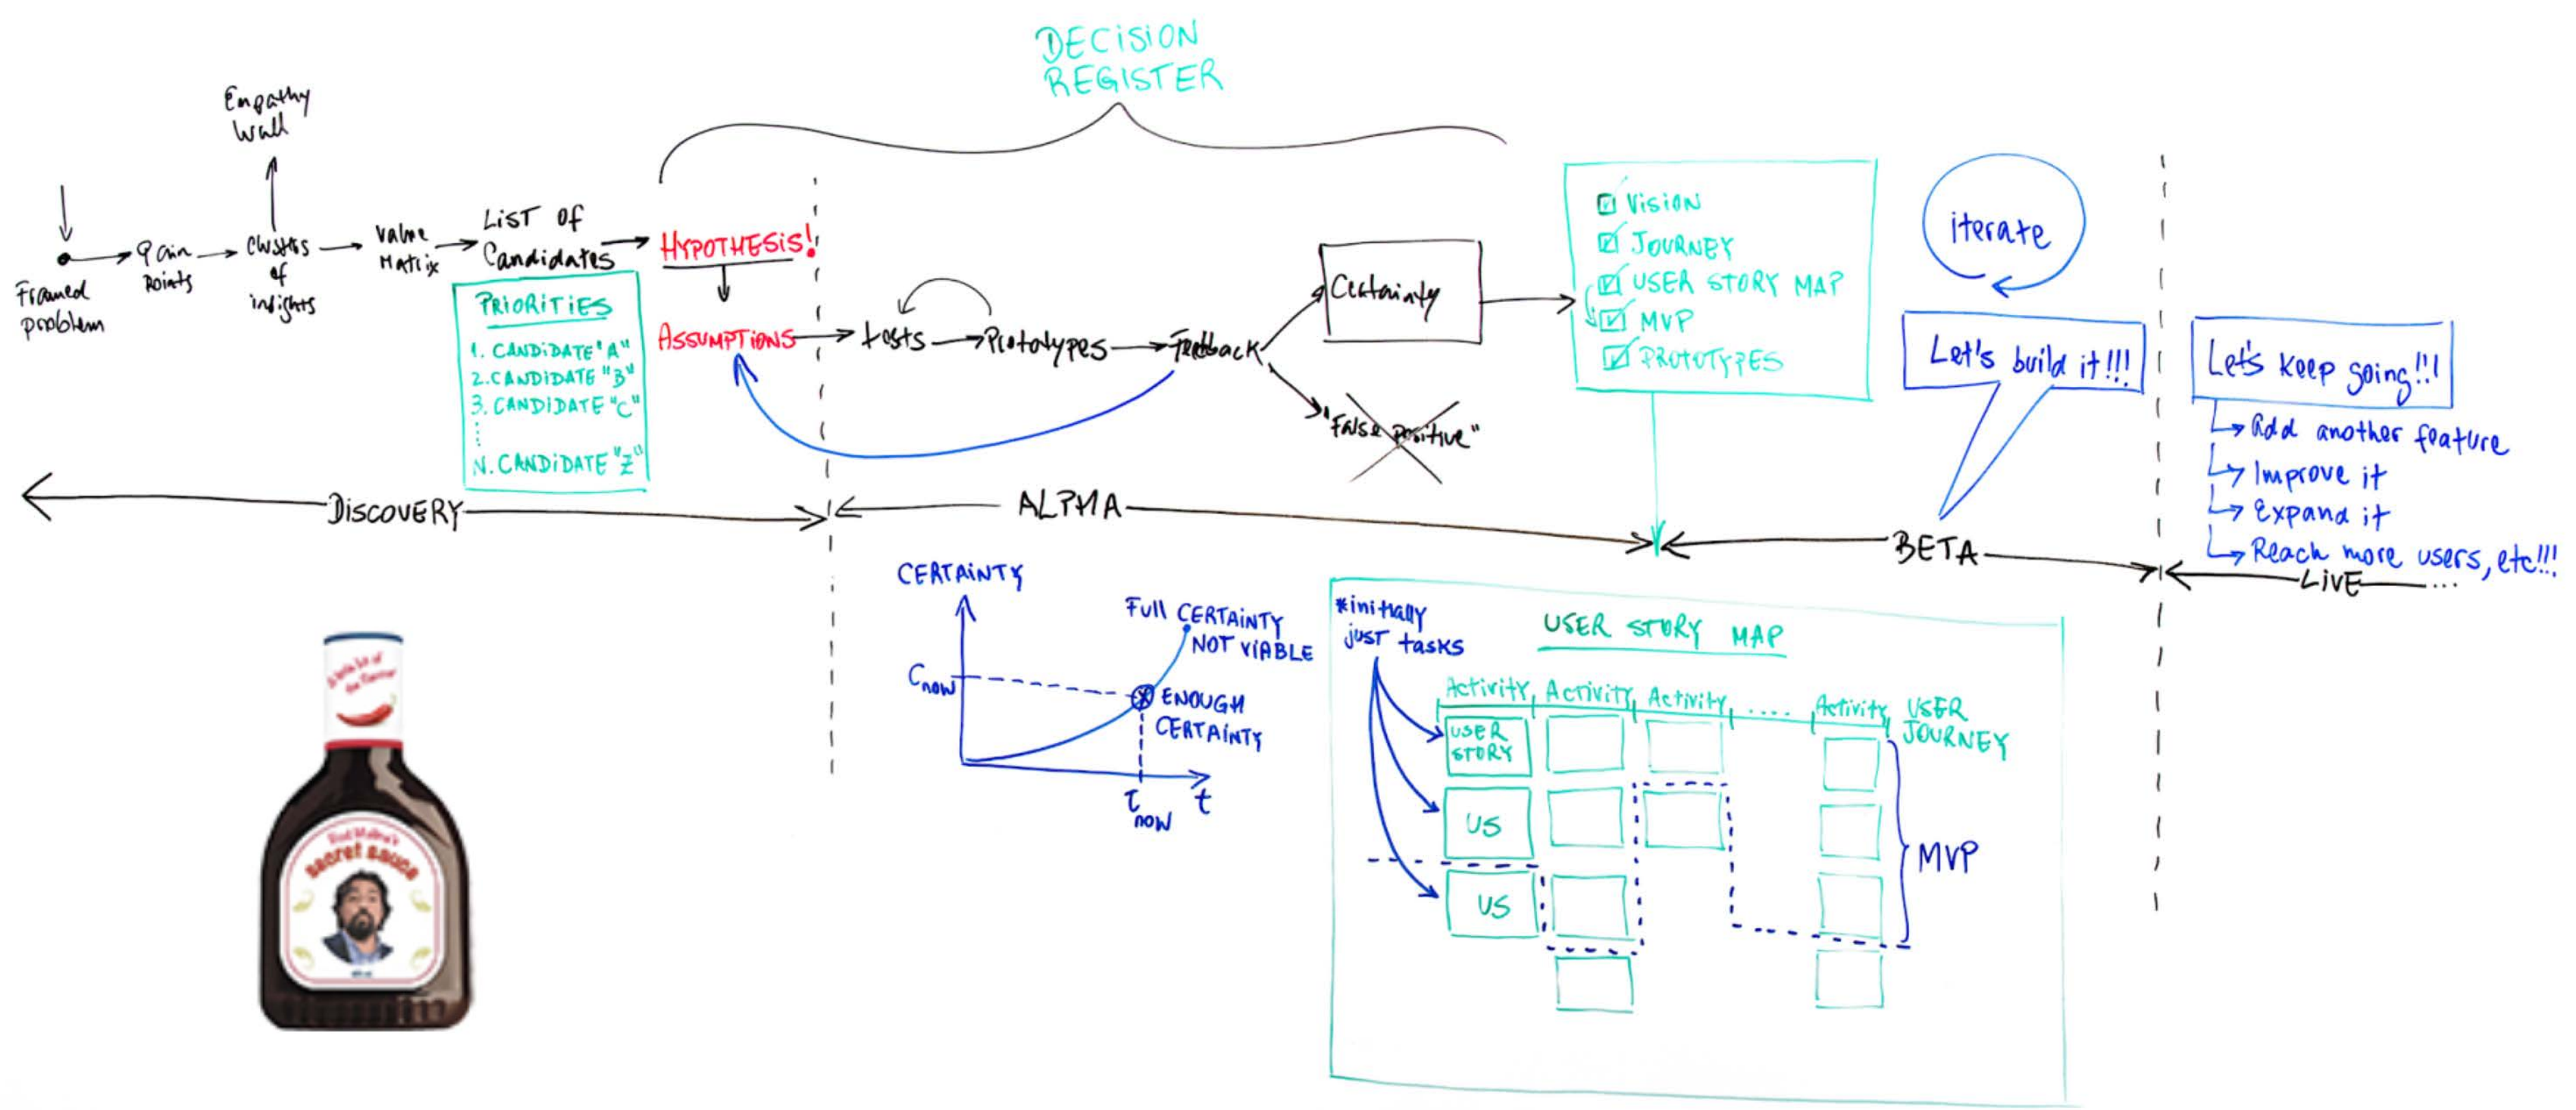 DECISION
REGISTER
Empathy
Wall
Framed
problem
Pain
Points
Clusters
of
insights
Value
Matrix
LIST OF
Candidates
HYPOTHESIS!
PRIORITIES
1. CANDIDATE "A"
2. CANDIDATE "B"
3. CANDIDATE "C"
N. CANDIDATE "Z"
ASSUMPTIONS
tests
Prototypes
Feedback
Certainty
"False Positive"
VISION
JOURNEY
USER STORY MAP
MVP
PROTOTYPES
iterate
Let's build it!!!
Let's keep going!!!
Add another feature
Improve it
Expand it
Reach more users, etc!!!
DISCOVERY
ALPHA
BETA
LIVE ...
CERTAINTY
Full CERTAINTY
NOT VIABLE
Cnow
ENOUGH
CERTAINTY
τnow
t
*initially
just tasks
USER STORY MAP
Activity Activity Activity .... Activity
USER
JOURNEY
USER
STORY
US
US
MVP
secret sauce